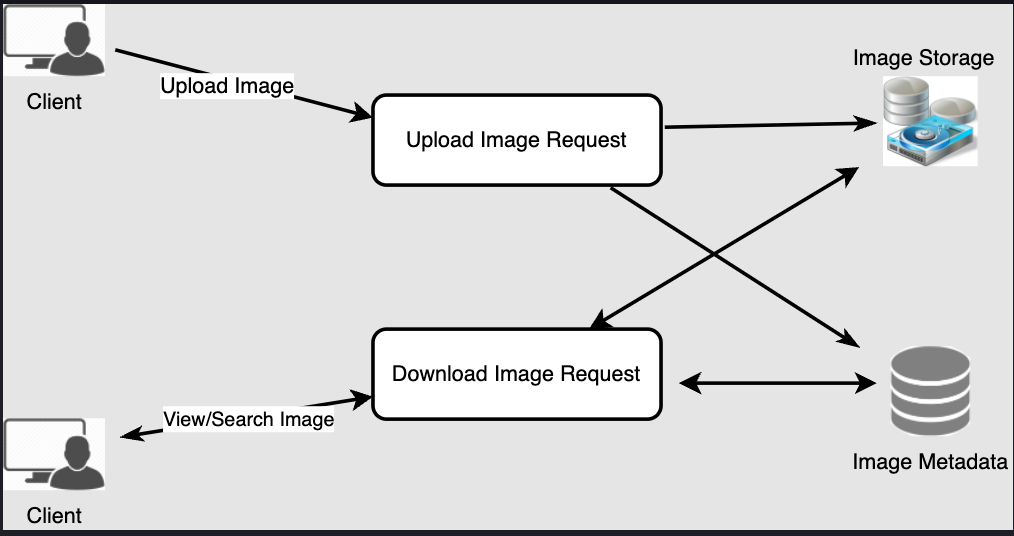 Client
Upload Image
Upload Image Request
Image Storage
Download Image Request
View/Search Image
Client
Image Metadata